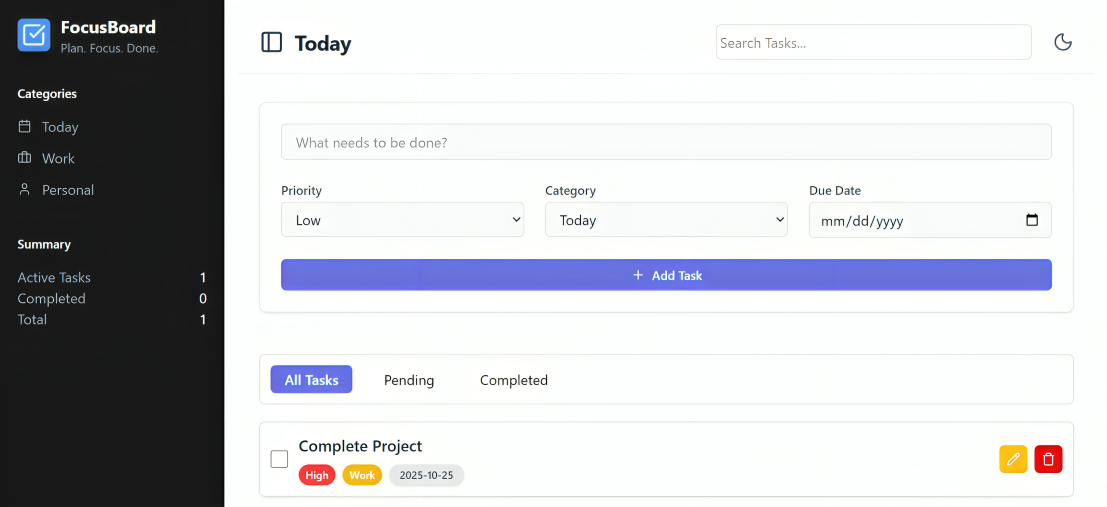 FocusBoard
Plan. Focus. Done.
Categories
Today
Work
Personal
Summary
Active Tasks 1
Completed 0
Total 1
Today
Search Tasks...
What needs to be done?
Priority Category Due Date
Low Today mm/dd/yyyy
+ Add Task
All Tasks Pending Completed
Complete Project
High Work 2025-10-25